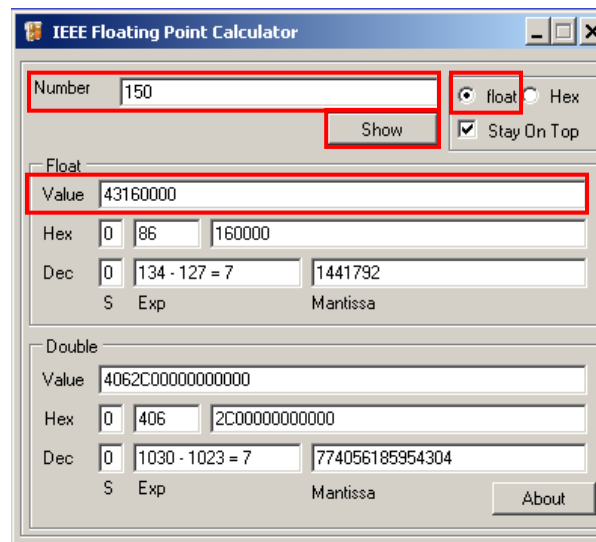 IEEE Floating Point Calculator
Number 150 float Hex
Show Stay On Top
Float
Value 43160000
Hex 0 86 160000
Dec 0 134 - 127 = 7 1441792
S Exp Mantissa
Double
Value 4062C00000000000
Hex 0 406 2C00000000000
Dec 0 1030 - 1023 = 7 774056185954304
S Exp Mantissa About